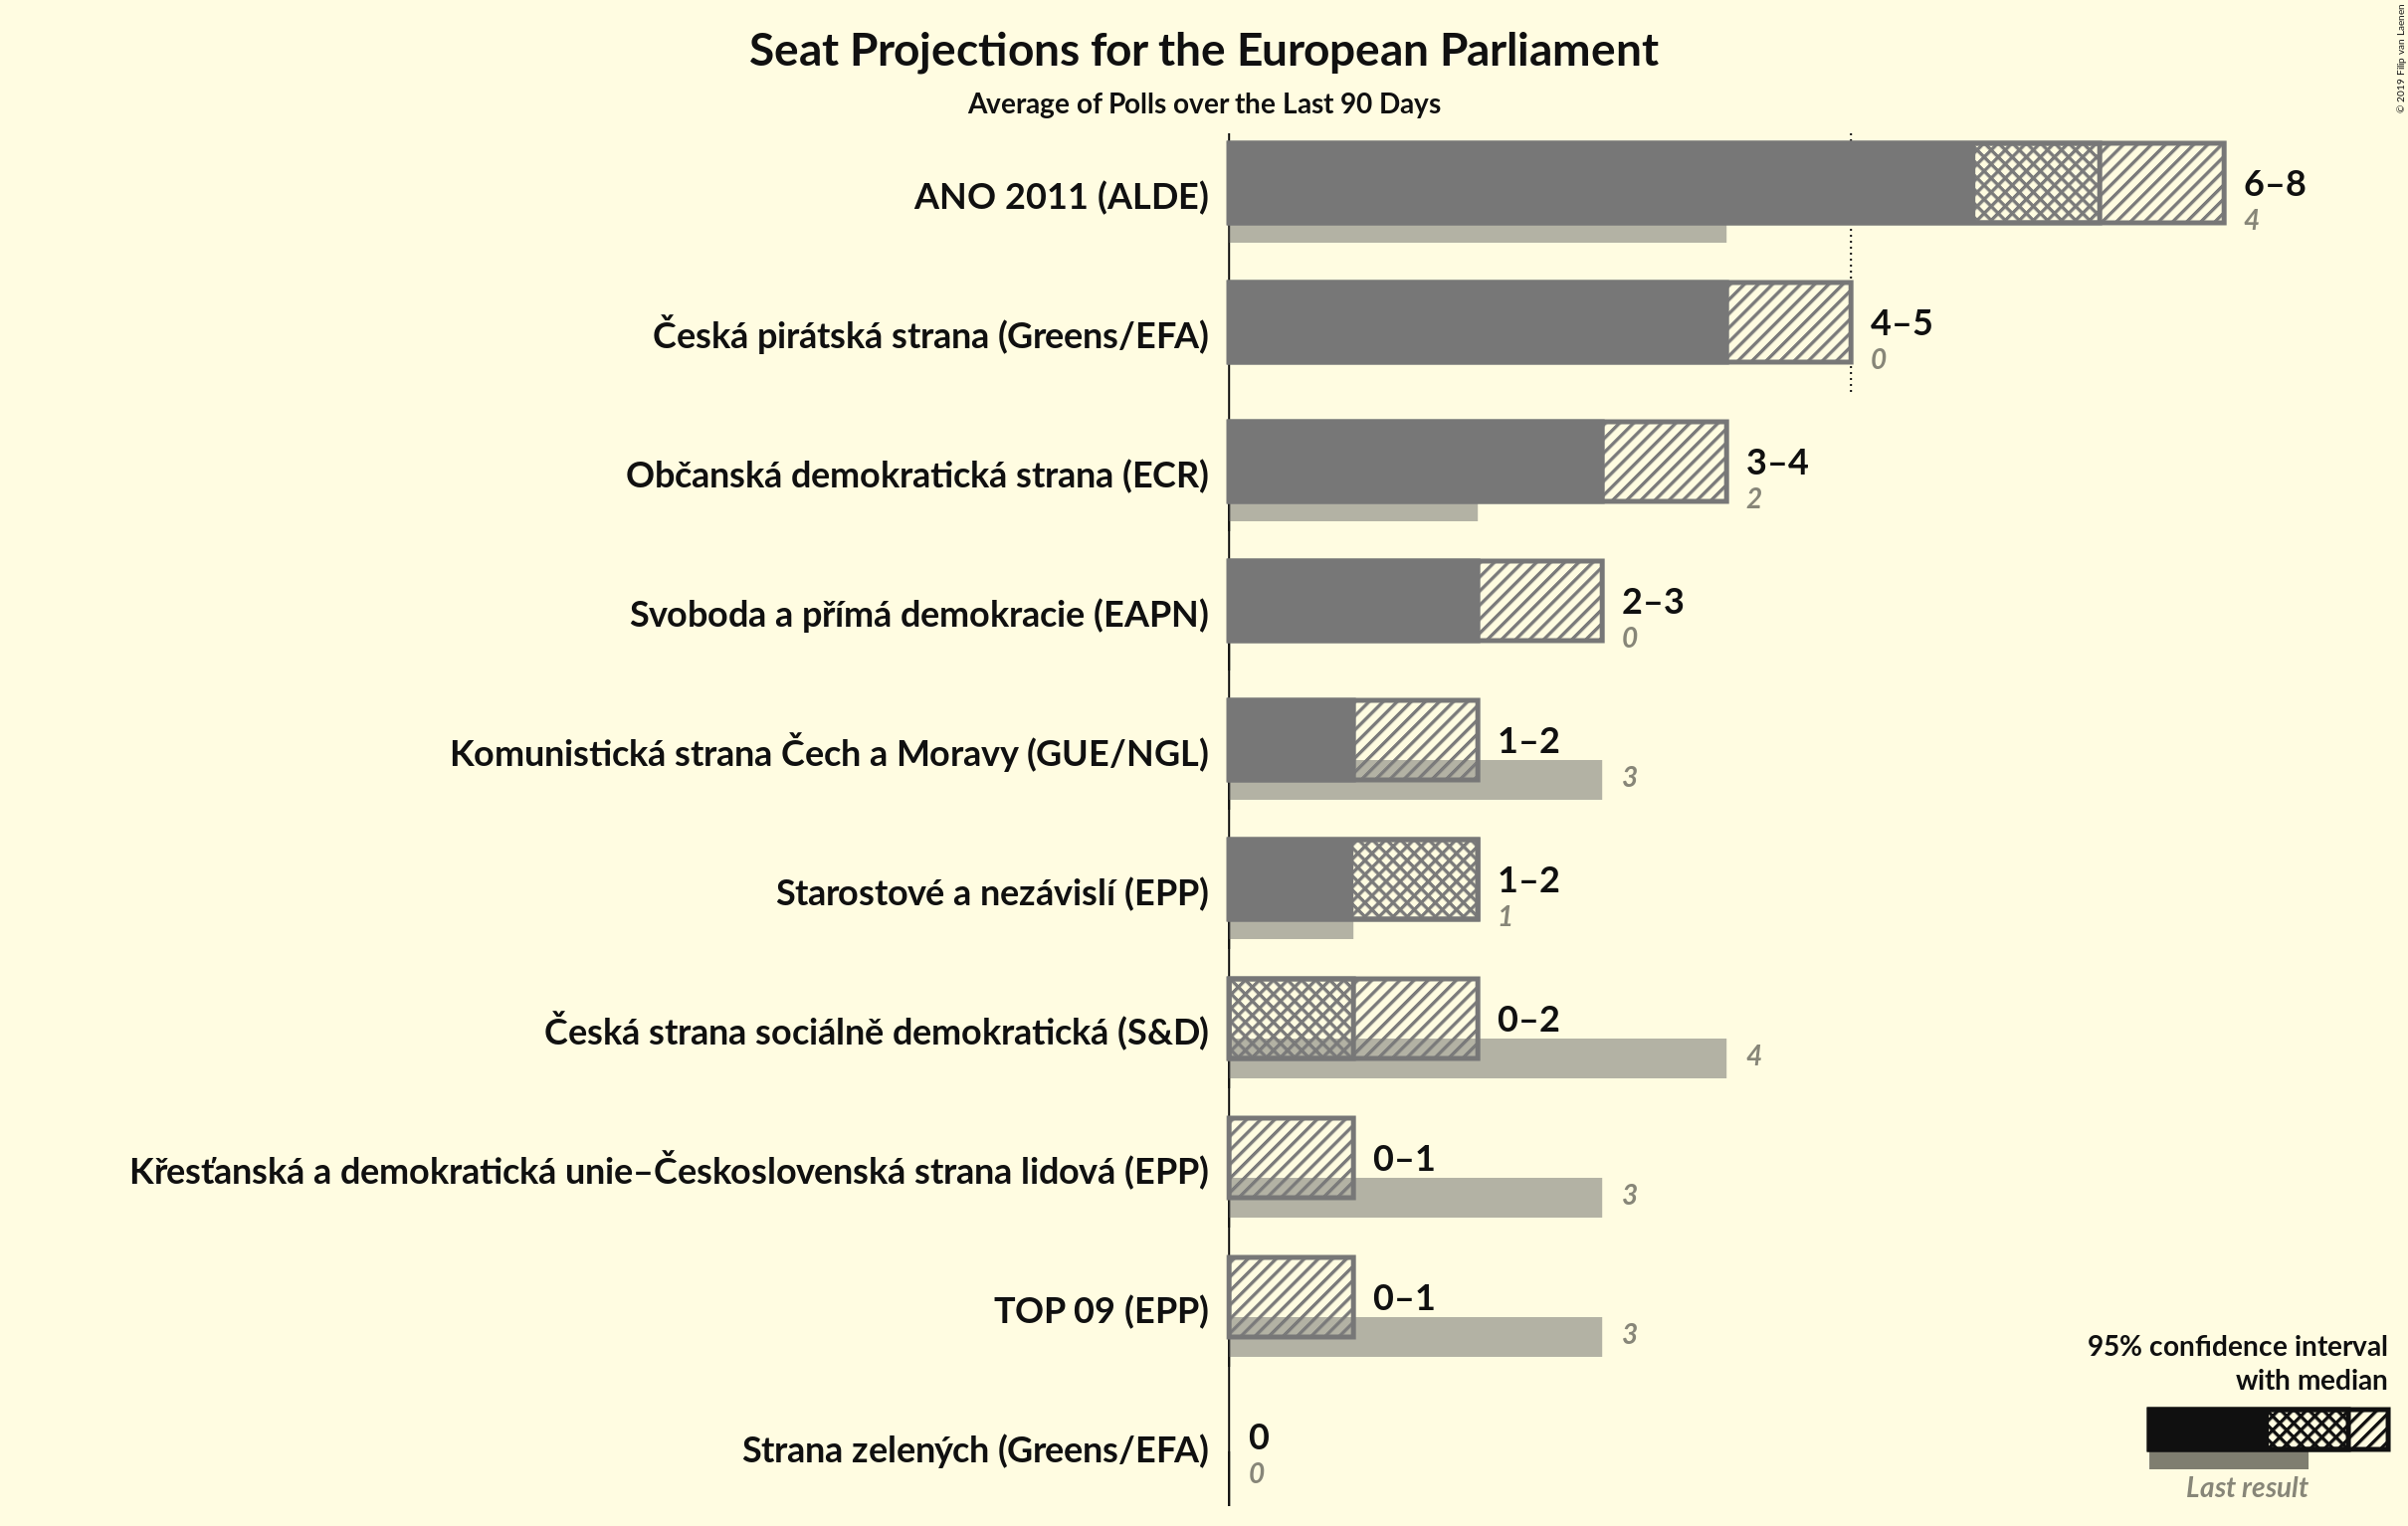 Seat Projections for the European Parliament
Average of Polls over the Last 90 Days
© 2019 Filip van Laenen
ANO 2011 (ALDE)
6–8
4
Česká pirátská strana (Greens/EFA)
4–5
0
Občanská demokratická strana (ECR)
3–4
2
Svoboda a přímá demokracie (EAPN)
2–3
0
Komunistická strana Čech a Moravy (GUE/NGL)
1–2
3
Starostové a nezávislí (EPP)
1–2
1
Česká strana sociálně demokratická (S&D)
0–2
4
Křesťanská a demokratická unie–Československá strana lidová (EPP)
0–1
3
TOP 09 (EPP)
0–1
3
Strana zelených (Greens/EFA)
0
0
95% confidence interval
with median
Last result